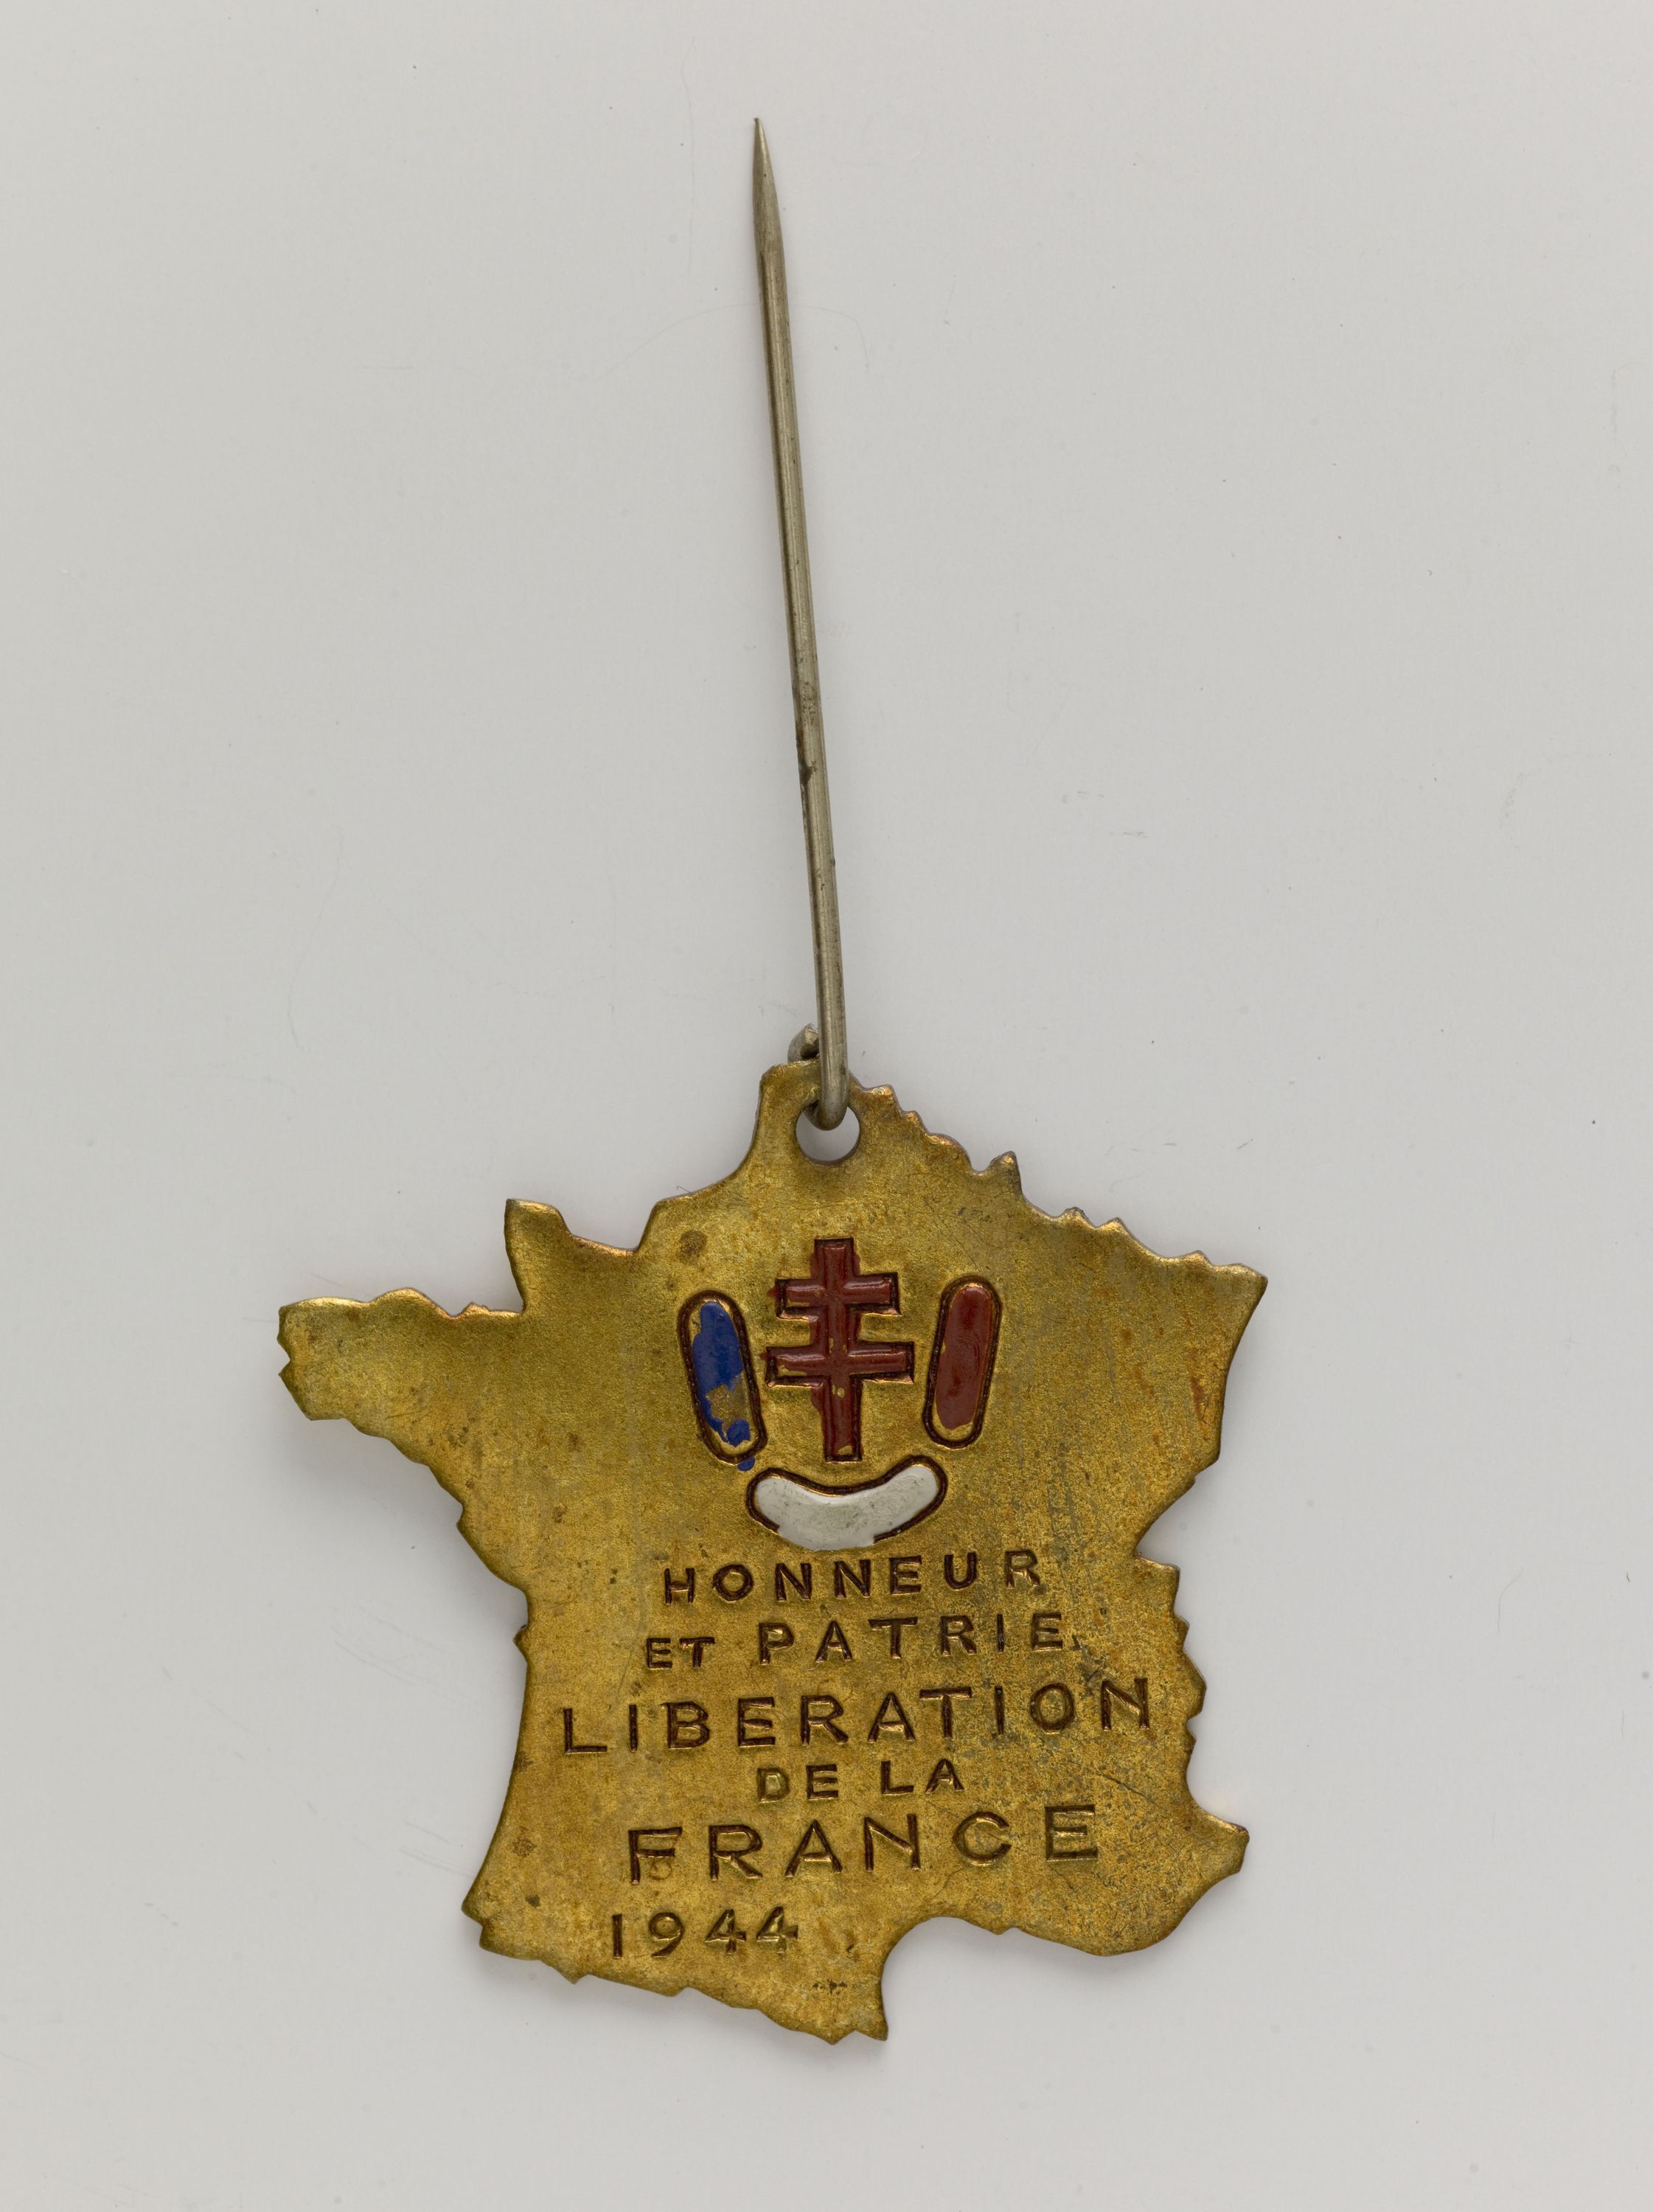 HONNEUR
ET PATRIE
LIBERATION
DE LA
FRANCE
1944